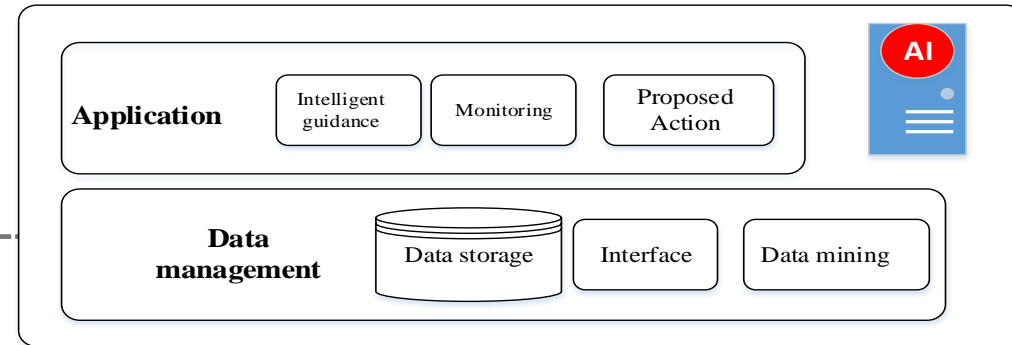 AI
Application
Intelligent
guidance
Monitoring
Proposed
Action
Data
management
Data storage
Interface
Data mining